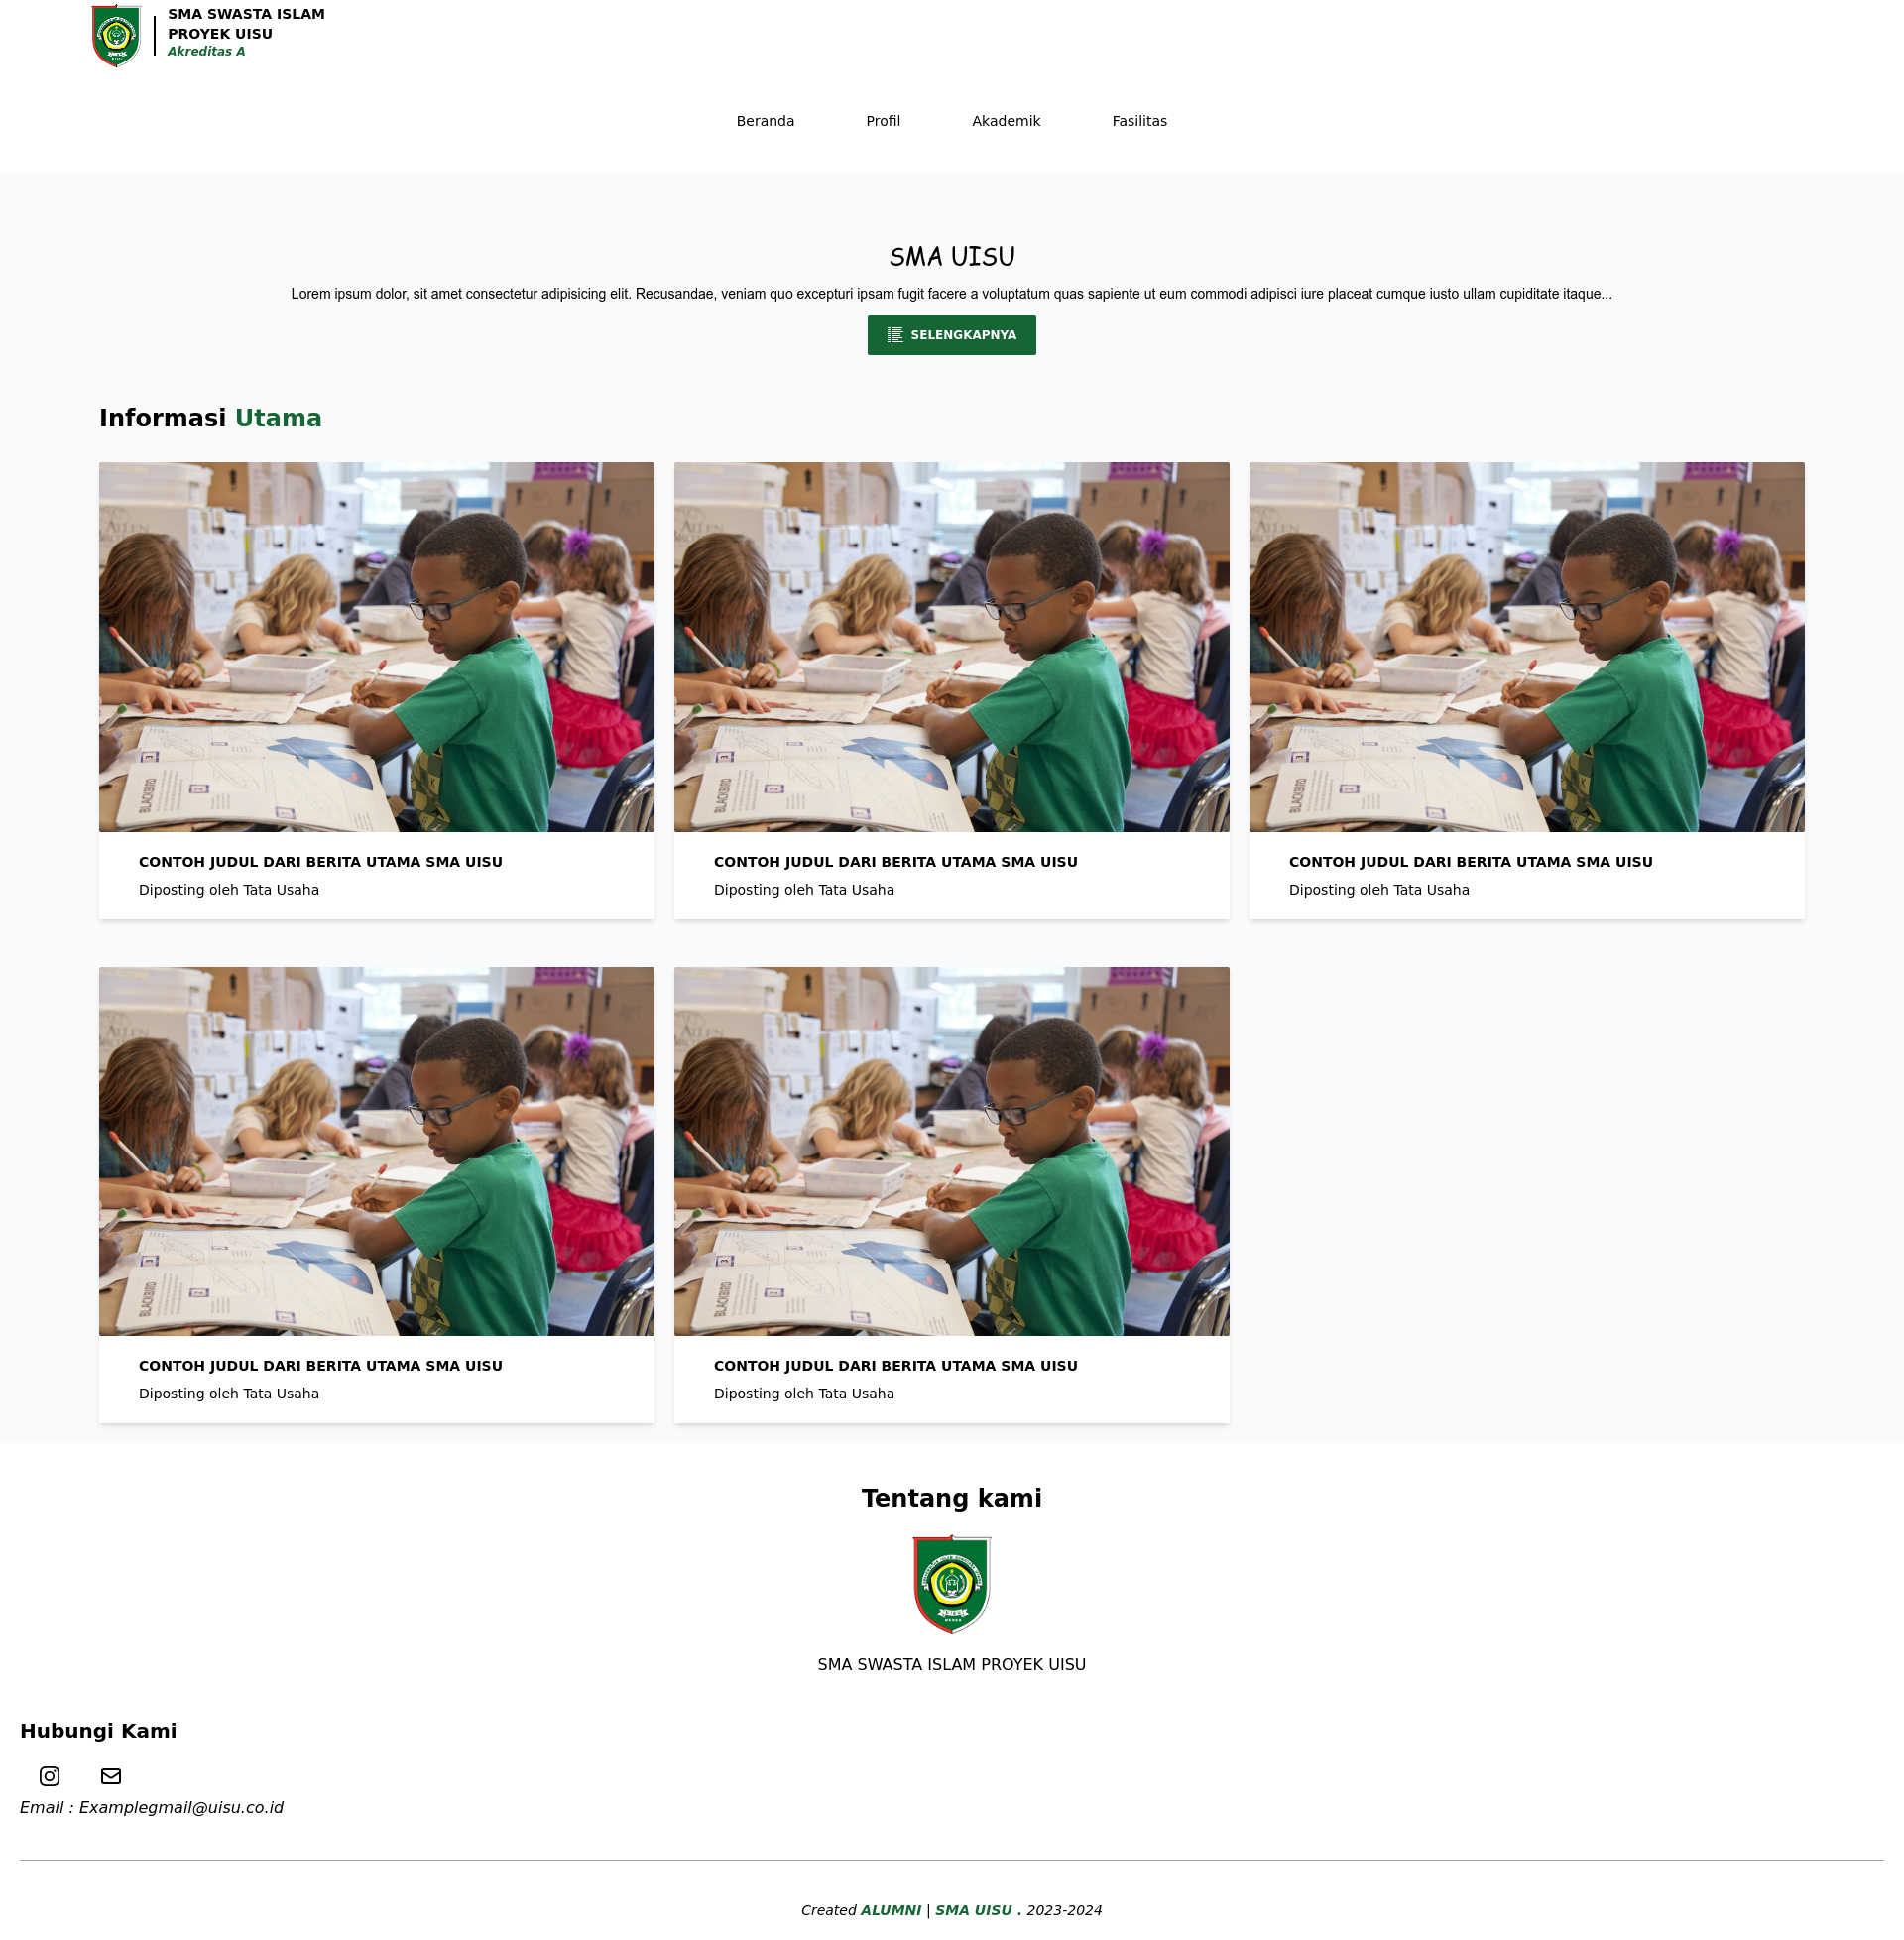 SMA SWASTA ISLAM
PROYEK UISU
Akreditas A
Beranda
Profil
Akademik
Fasilitas
SMA UISU
Lorem ipsum dolor, sit amet consectetur adipisicing elit. Recusandae, veniam quo excepturi ipsam fugit facere a voluptatum quas sapiente ut eum commodi adipisci iure placeat cumque iusto ullam cupiditate itaque...
SELENGKAPNYA
Informasi Utama
BLACKBIRD
BLACKBIRD
BLACKBIRD
CONTOH JUDUL DARI BERITA UTAMA SMA UISU
Diposting oleh Tata Usaha
CONTOH JUDUL DARI BERITA UTAMA SMA UISU
Diposting oleh Tata Usaha
CONTOH JUDUL DARI BERITA UTAMA SMA UISU
Diposting oleh Tata Usaha
BLACKBIRD
BLACKBIRD
CONTOH JUDUL DARI BERITA UTAMA SMA UISU
Diposting oleh Tata Usaha
CONTOH JUDUL DARI BERITA UTAMA SMA UISU
Diposting oleh Tata Usaha
Tentang kami
SMA SWASTA ISLAM PROYEK UISU
Hubungi Kami
Email : Examplegmail@uisu.co.id
Created ALUMNI | SMA UISU . 2023-2024